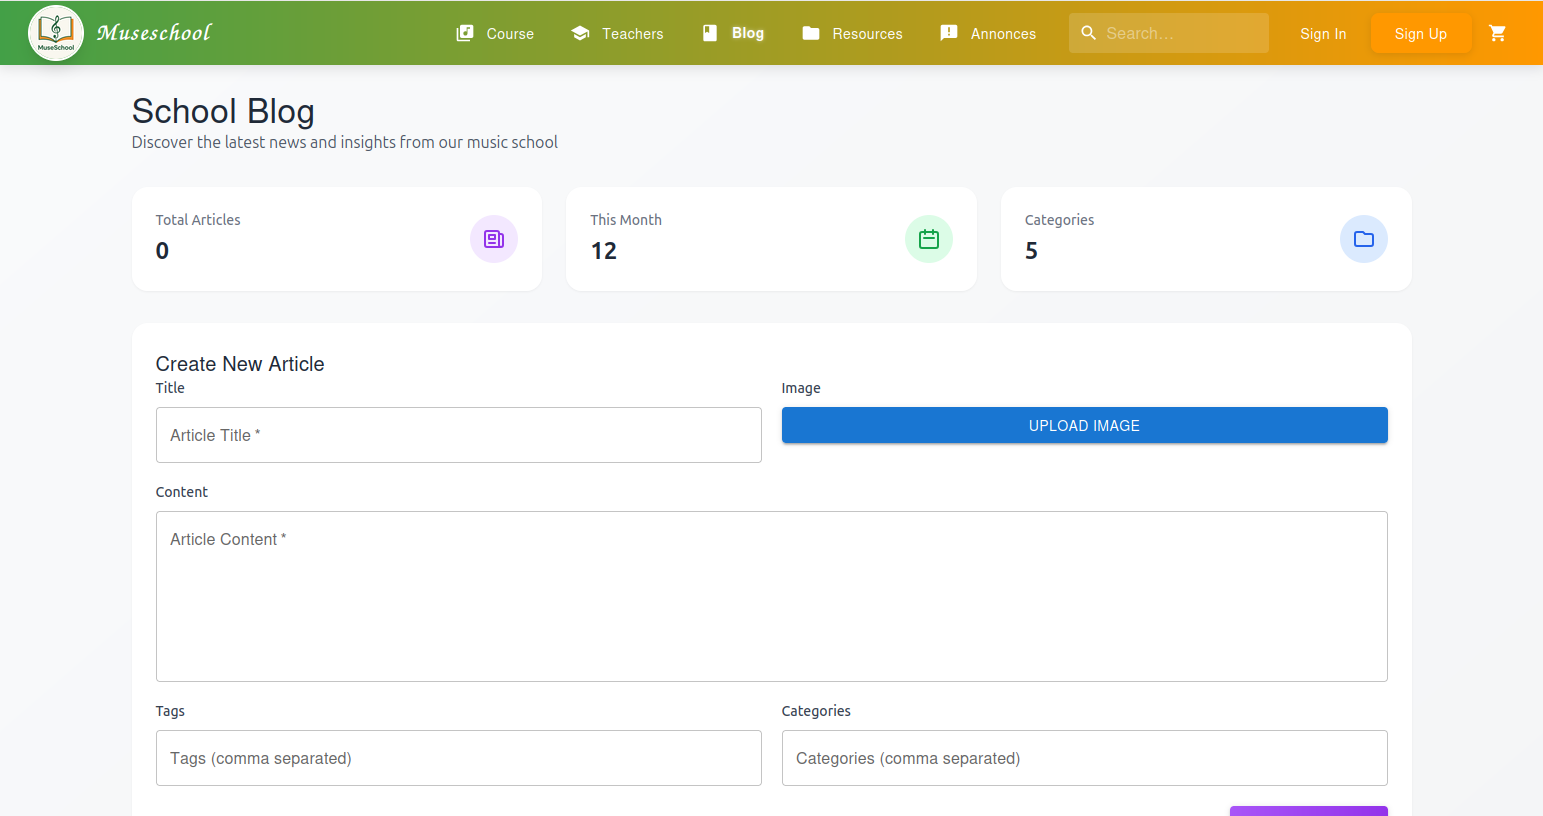 MuseSchool
Museschool
Course
Teachers
Blog
Resources
Annonces
Search...
Sign In
Sign Up
School Blog
Discover the latest news and insights from our music school
Total Articles
0
This Month
12
Categories
5
Create New Article
Title
Image
Article Title *
UPLOAD IMAGE
Content
Article Content *
Tags
Categories
Tags (comma separated)
Categories (comma separated)